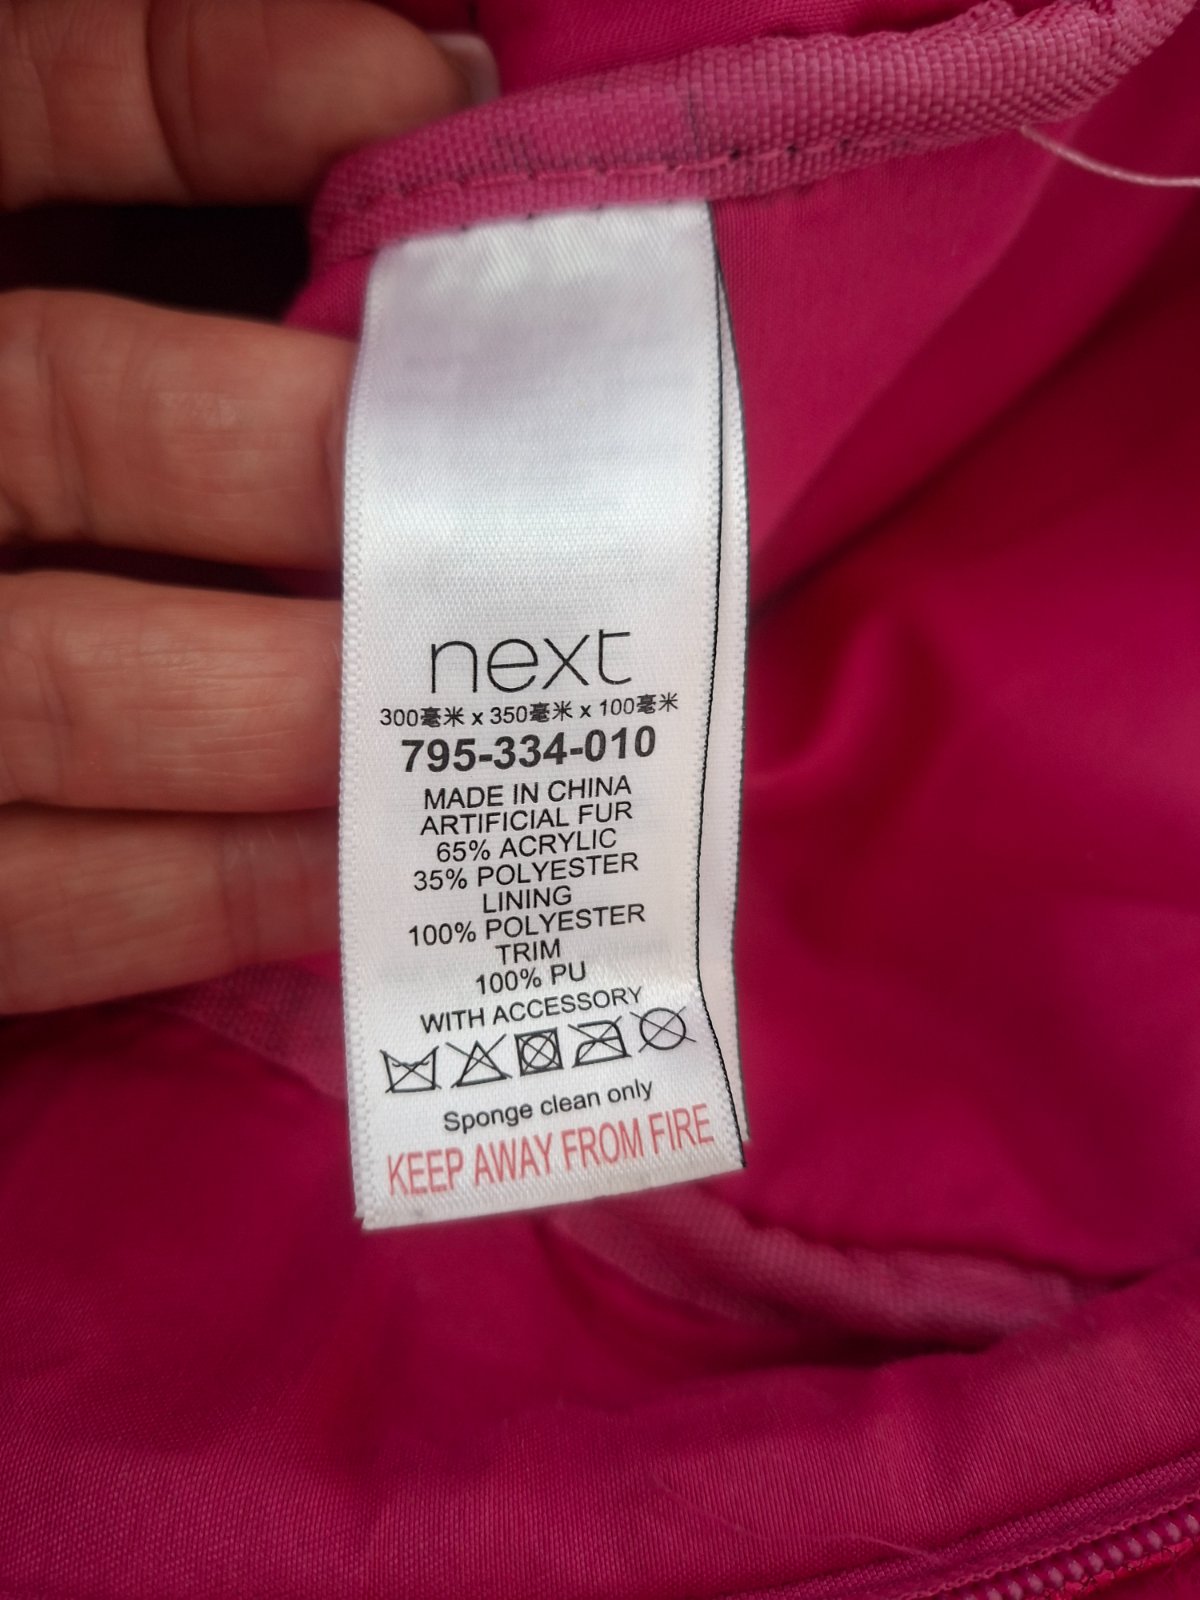 next
300毫米 x 350毫米 x 100毫米
795-334-010
MADE IN CHINA
ARTIFICIAL FUR
65% ACRYLIC
35% POLYESTER
LINING
100% POLYESTER
TRIM
100% PU
WITH ACCESSORY
Sponge clean only
KEEP AWAY FROM FIRE